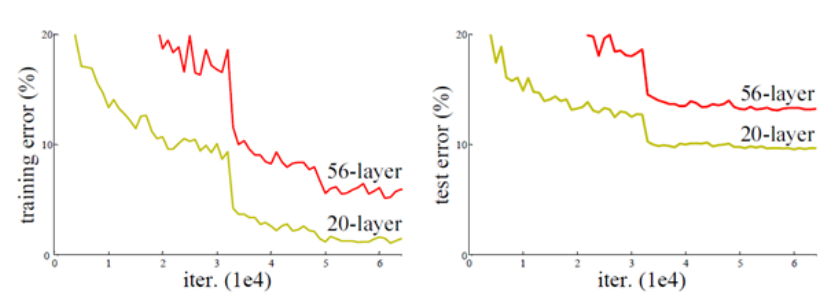 training error (%)
20
10
0
56-layer
20-layer
0 1 2 3 4 5 6
iter. (1e4)
test error (%)
20
10
0
56-layer
20-layer
0 1 2 3 4 5 6
iter. (1e4)